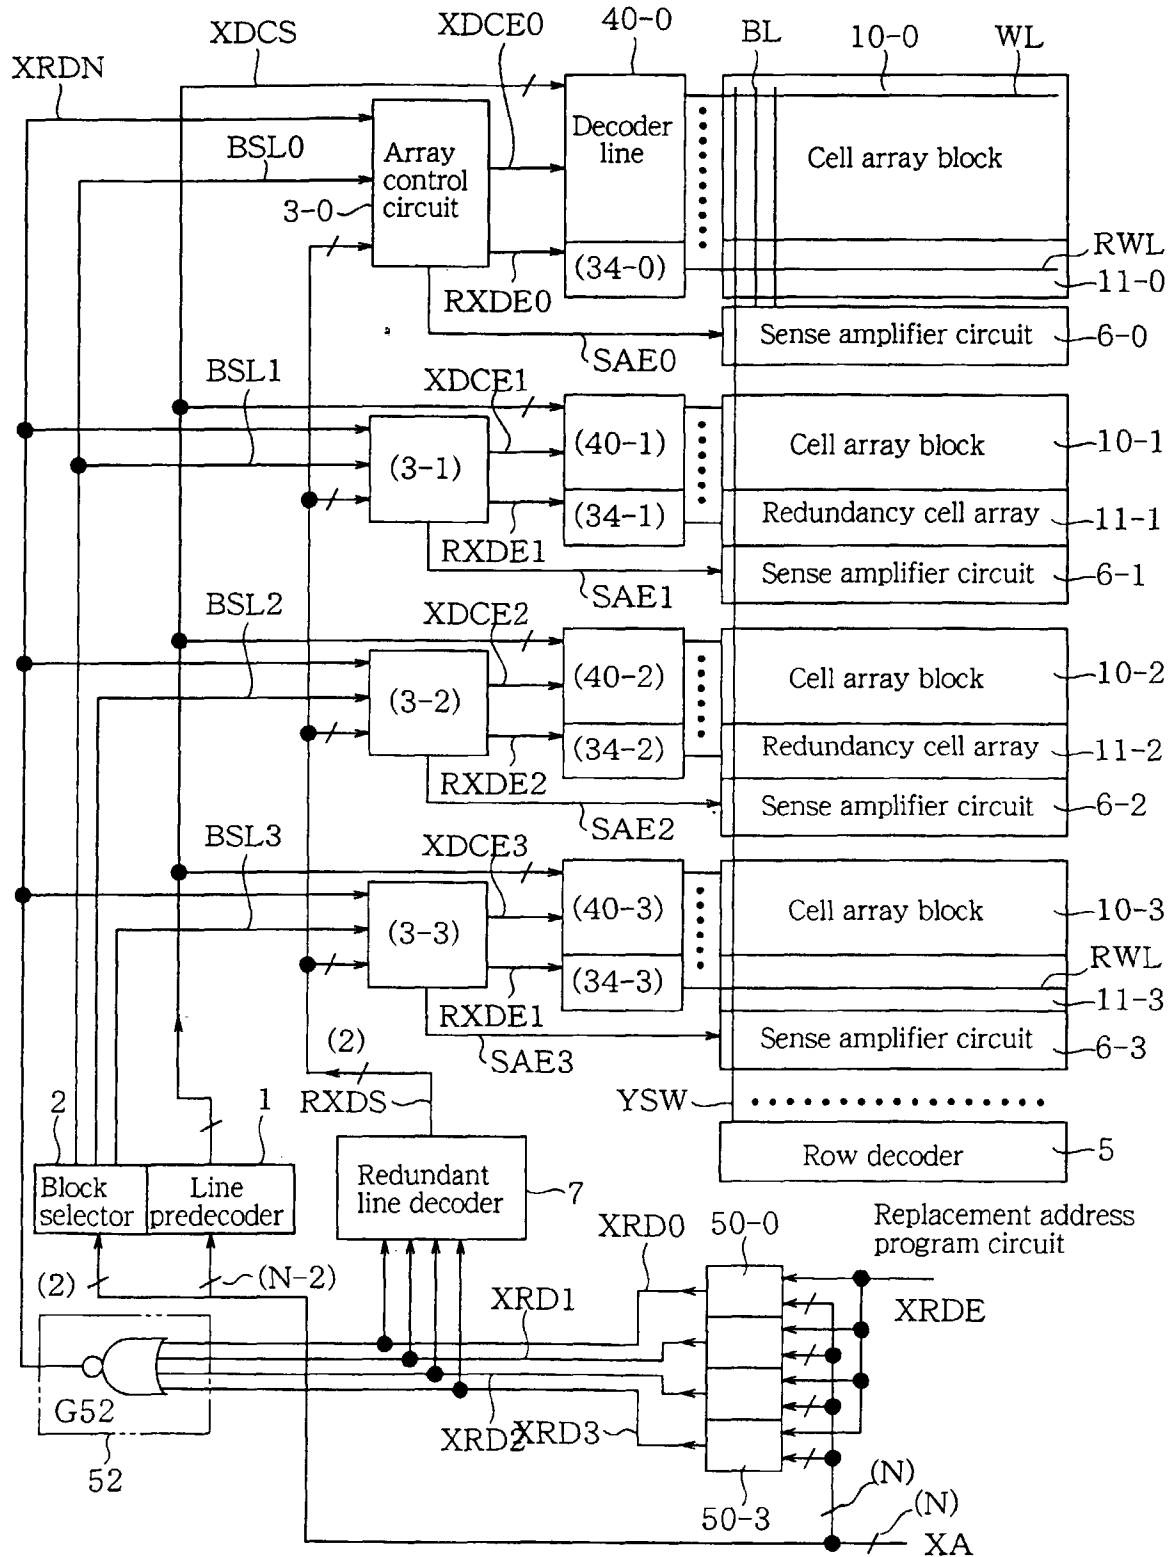 XDCS
XDCE0
40-0
BL
10-0
WL
XRDN
BSL0
Array
control
circuit
3-0
Decoder
line
Cell array block
(34-0)
RWL
11-0
RXDE0
SAE0
Sense amplifier circuit
6-0
BSL1
XDCE1
(3-1)
(40-1)
(34-1)
Cell array block
10-1
Redundancy cell array
11-1
RXDE1
SAE1
Sense amplifier circuit
6-1
BSL2
XDCE2
(3-2)
(40-2)
(34-2)
Cell array block
10-2
Redundancy cell array
11-2
RXDE2
SAE2
Sense amplifier circuit
6-2
BSL3
XDCE3
(3-3)
(40-3)
(34-3)
Cell array block
10-3
RWL
11-3
RXDE1
SAE3
Sense amplifier circuit
6-3
(2)
RXDS
YSW
2
1
Block
selector
Line
predecoder
Redundant
line decoder
7
Row decoder
5
(2)
(N-2)
XRD0
50-0
Replacement address
program circuit
XRDE
XRD1
G52
52
XRD2
XRD3
50-3
(N)
(N)
XA